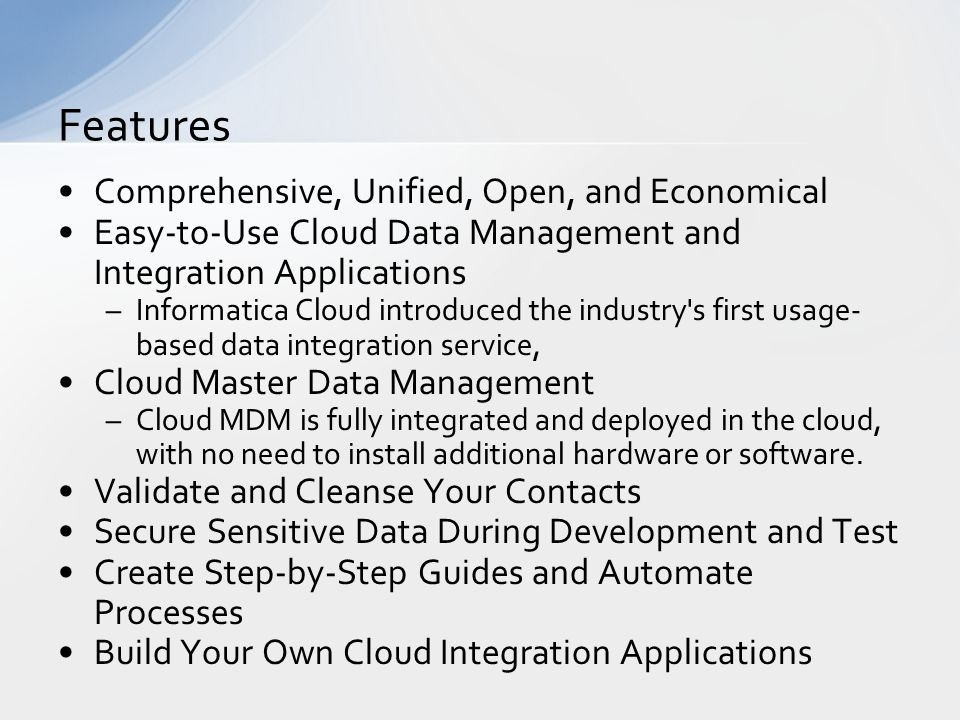 Features
• Comprehensive, Unified, Open, and Economical
• Easy-to-Use Cloud Data Management and
Integration Applications
– Informatica Cloud introduced the industry's first usage-
based data integration service,
• Cloud Master Data Management
– Cloud MDM is fully integrated and deployed in the cloud,
with no need to install additional hardware or software.
• Validate and Cleanse Your Contacts
• Secure Sensitive Data During Development and Test
• Create Step-by-Step Guides and Automate
Processes
• Build Your Own Cloud Integration Applications